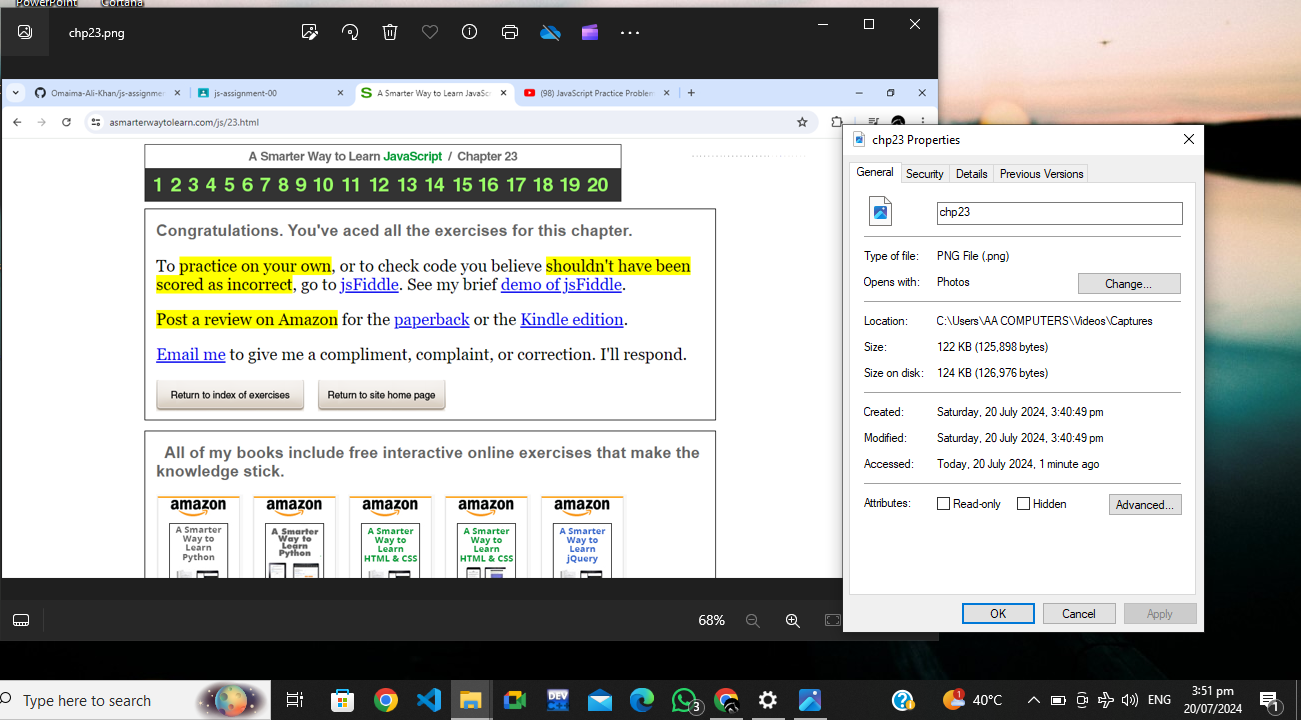 PowerPoint Cortana
chp23.png
Omaima-Ali-Khan/js-assignme
js-assignment-00
A Smarter Way to Learn JavaScr
(98) JavaScript Practice Problem
asmarterwaytolearn.com/js/23.html
A Smarter Way to Learn JavaScript / Chapter 23
1 2 3 4 5 6 7 8 9 10 11 12 13 14 15 16 17 18 19 20
Congratulations. You've aced all the exercises for this chapter.
To practice on your own, or to check code you believe shouldn't have been
scored as incorrect, go to jsFiddle. See my brief demo of jsFiddle.
Post a review on Amazon for the paperback or the Kindle edition.
Email me to give me a compliment, complaint, or correction. I'll respond.
Return to index of exercises
Return to site home page
All of my books include free interactive online exercises that make the
knowledge stick.
amazon
A Smarter
Way to
Learn
Python
amazon
A Smarter
Way to
Learn
Python
amazon
A Smarter
Way to
Learn
HTML & CSS
amazon
A Smarter
Way to
Learn
HTML & CSS
amazon
A Smarter
Way to
Learn
jQuery
68%
chp23 Properties
General Security Details Previous Versions
chp23
Type of file: PNG File (.png)
Opens with: Photos Change...
Location: C:\Users\AA COMPUTERS\Videos\Captures
Size: 122 KB (125,898 bytes)
Size on disk: 124 KB (126,976 bytes)
Created: Saturday, 20 July 2024, 3:40:49 pm
Modified: Saturday, 20 July 2024, 3:40:49 pm
Accessed: Today, 20 July 2024, 1 minute ago
Attributes: Read-only Hidden Advanced...
OK Cancel Apply
Type here to search
DEV
3
1
40°C
ENG
3:51 pm
20/07/2024
1